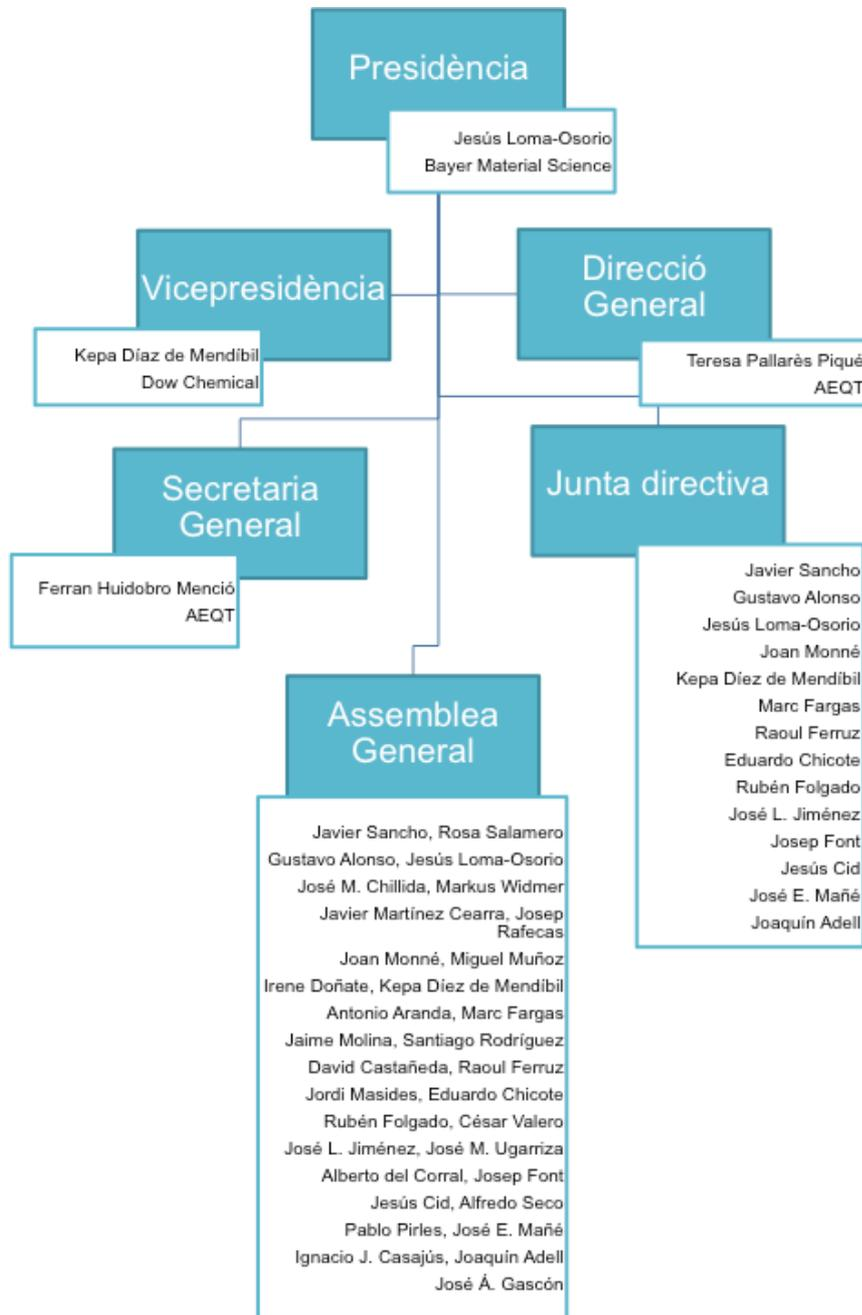 Presidència
Jesús Loma-Osorio
Bayer Material Science
Vicepresidència
Kepa Díaz de Mendíbil
Dow Chemical
Direcció
General
Teresa Pallarès Piqué
AEQT
Secretaria
General
Ferran Huidobro Menció
AEQT
Junta directiva
Javier Sancho
Gustavo Alonso
Jesús Loma-Osorio
Joan Monné
Kepa Díez de Mendíbil
Marc Fargas
Raoul Ferruz
Eduardo Chicote
Rubén Folgado
José L. Jiménez
Josep Font
Jesús Cid
José E. Mañé
Joaquín Adell
Assemblea
General
Javier Sancho, Rosa Salamero
Gustavo Alonso, Jesús Loma-Osorio
José M. Chillida, Markus Widmer
Javier Martínez Cearra, Josep
Rafecas
Joan Monné, Miguel Muñoz
Irene Doñate, Kepa Díez de Mendíbil
Antonio Aranda, Marc Fargas
Jaime Molina, Santiago Rodríguez
David Castañeda, Raoul Ferruz
Jordi Masides, Eduardo Chicote
Rubén Folgado, César Valero
José L. Jiménez, José M. Ugarriza
Alberto del Corral, Josep Font
Jesús Cid, Alfredo Seco
Pablo Pirles, José E. Mañé
Ignacio J. Casajús, Joaquín Adell
José Á. Gascón